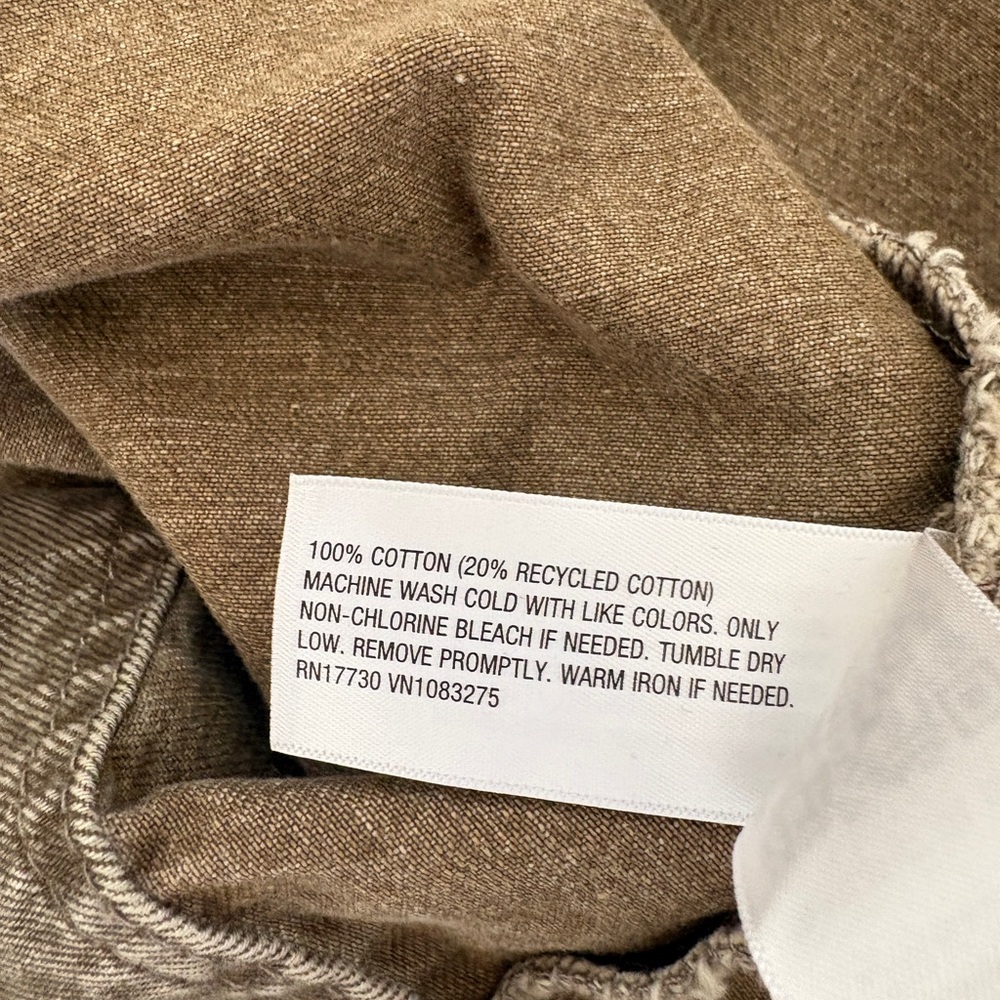 100% COTTON (20% RECYCLED COTTON)
MACHINE WASH COLD WITH LIKE COLORS. ONLY
NON-CHLORINE BLEACH IF NEEDED. TUMBLE DRY
LOW. REMOVE PROMPTLY. WARM IRON IF NEEDED.
RN17730 VN1083275